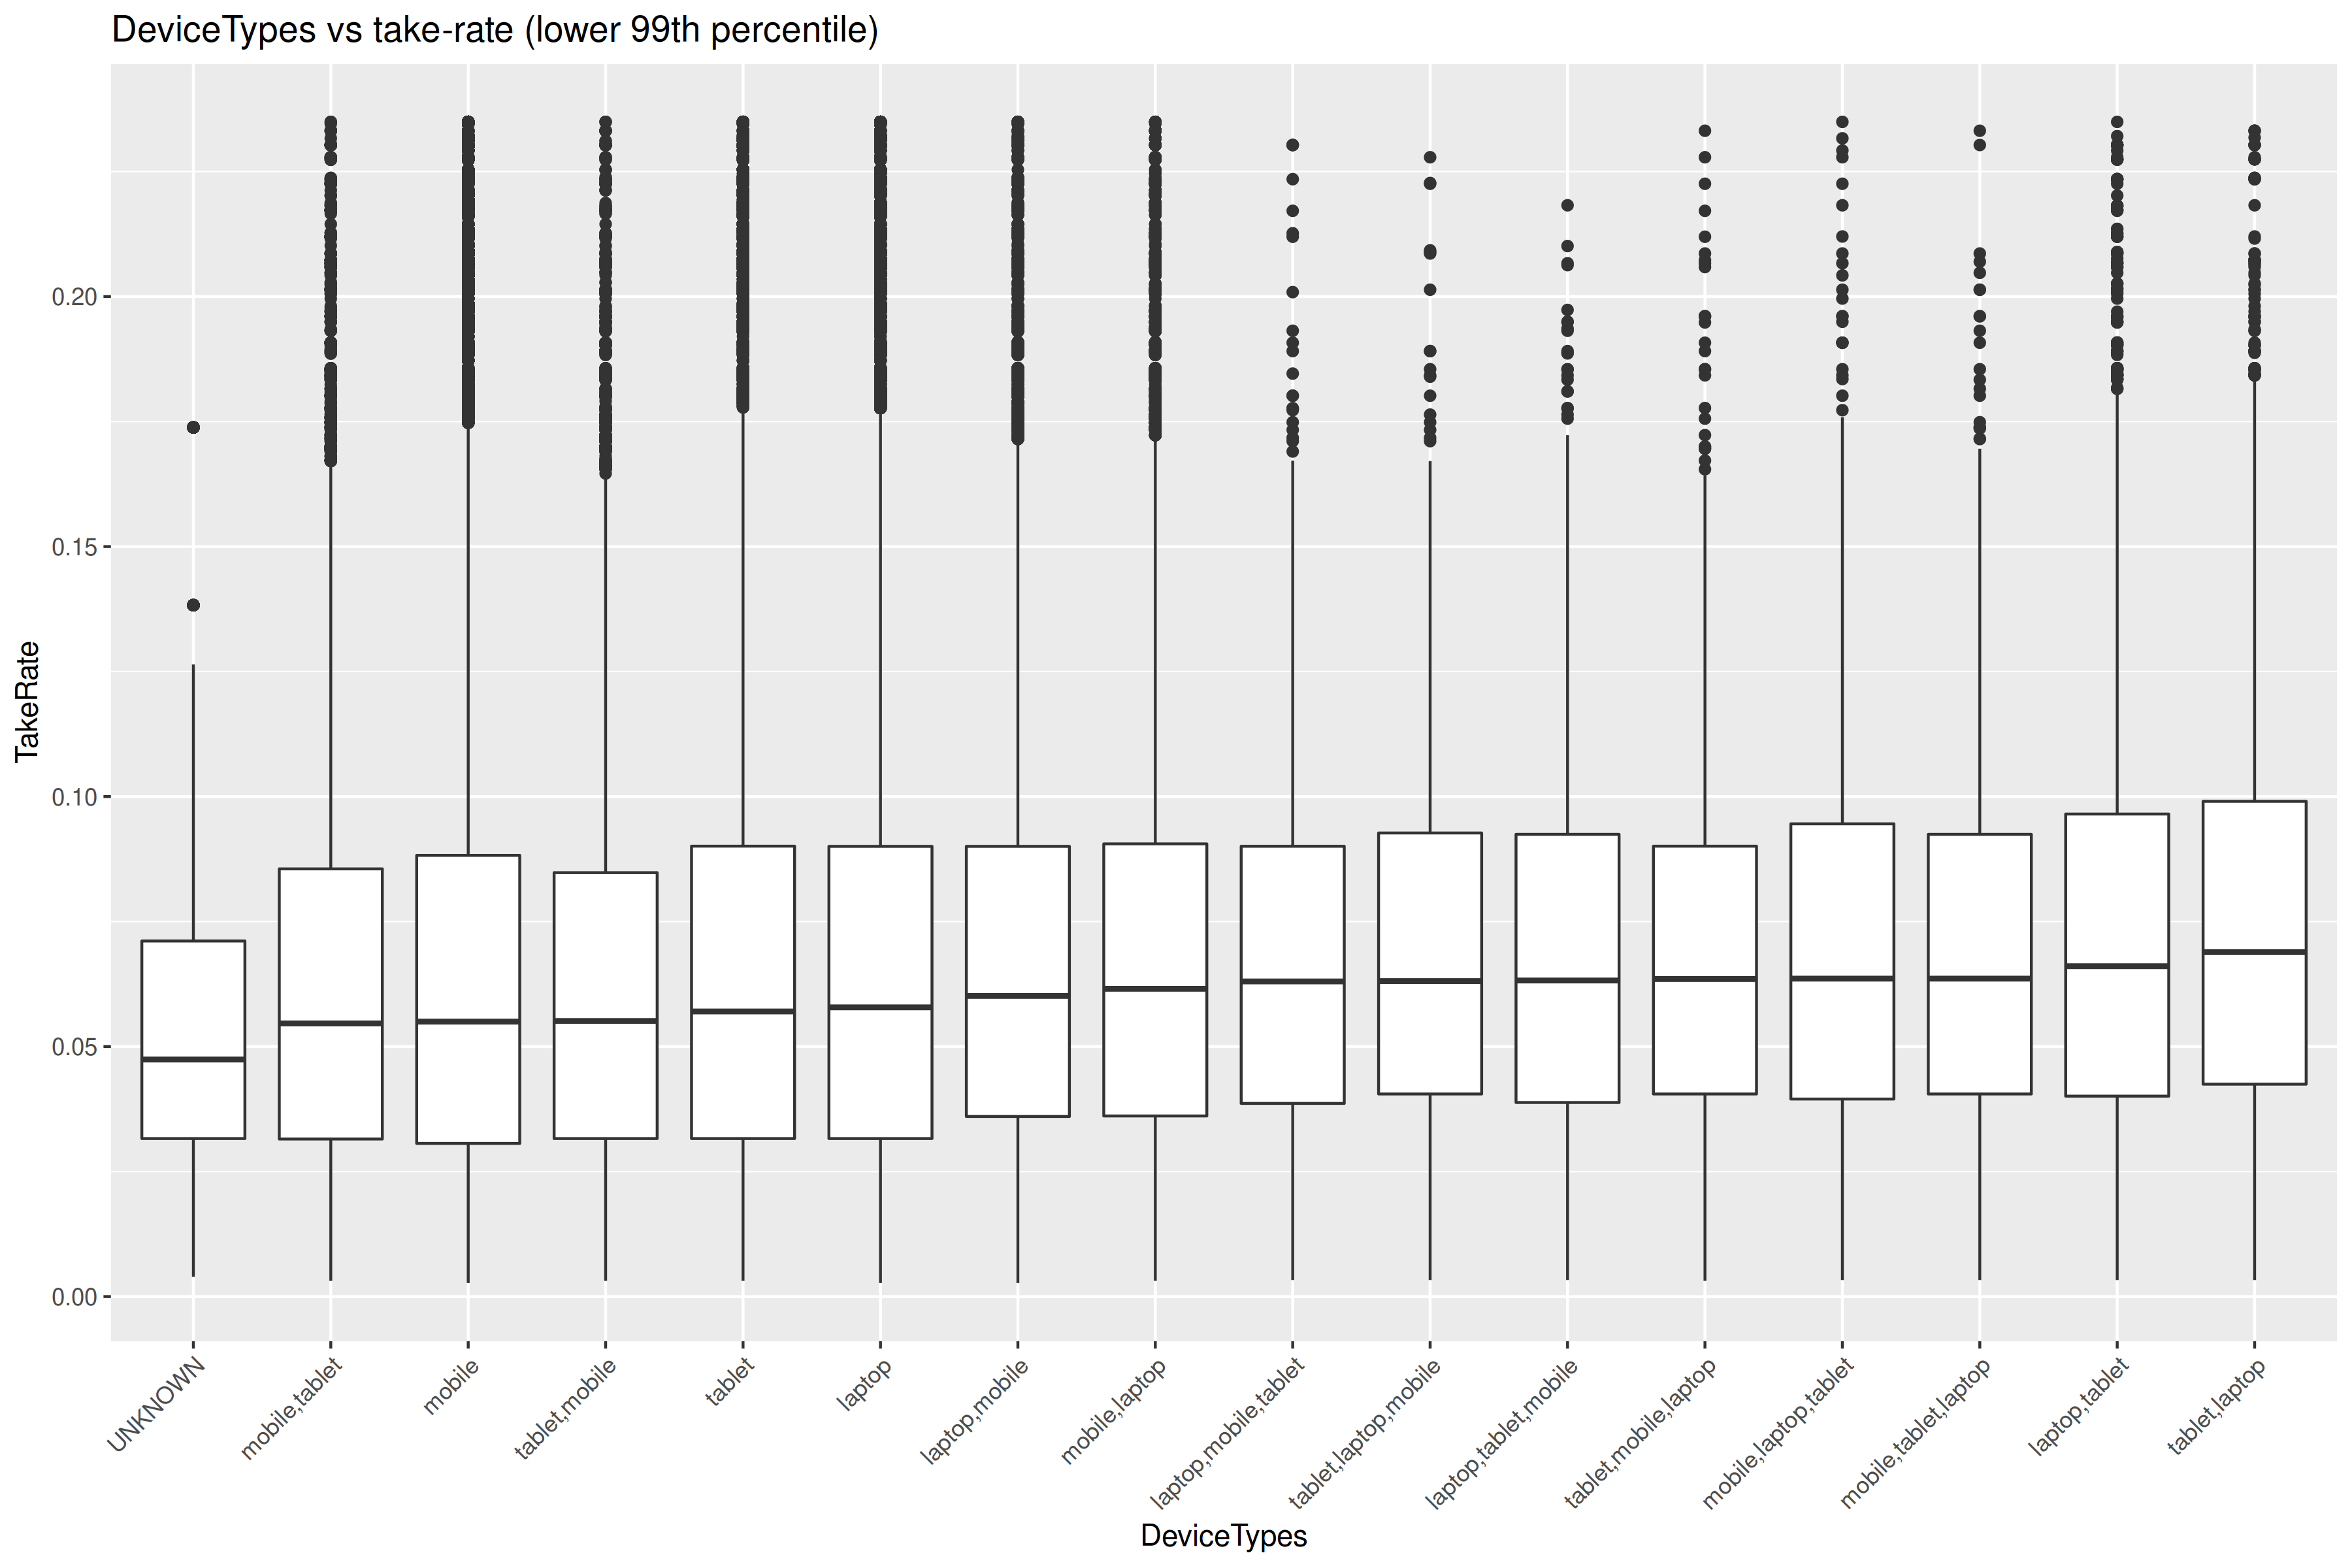 DeviceTypes vs take-rate (lower 99th percentile)
TakeRate
0.20
0.15
0.10
0.05
0.00
UNKNOWN
mobile,tablet
mobile
tablet,mobile
tablet
laptop
laptop,mobile
mobile,laptop
laptop,mobile,tablet
tablet,laptop,mobile
laptop,tablet,mobile
tablet,mobile,laptop
mobile,laptop,tablet
mobile,tablet,laptop
laptop,tablet
tablet,laptop
DeviceTypes